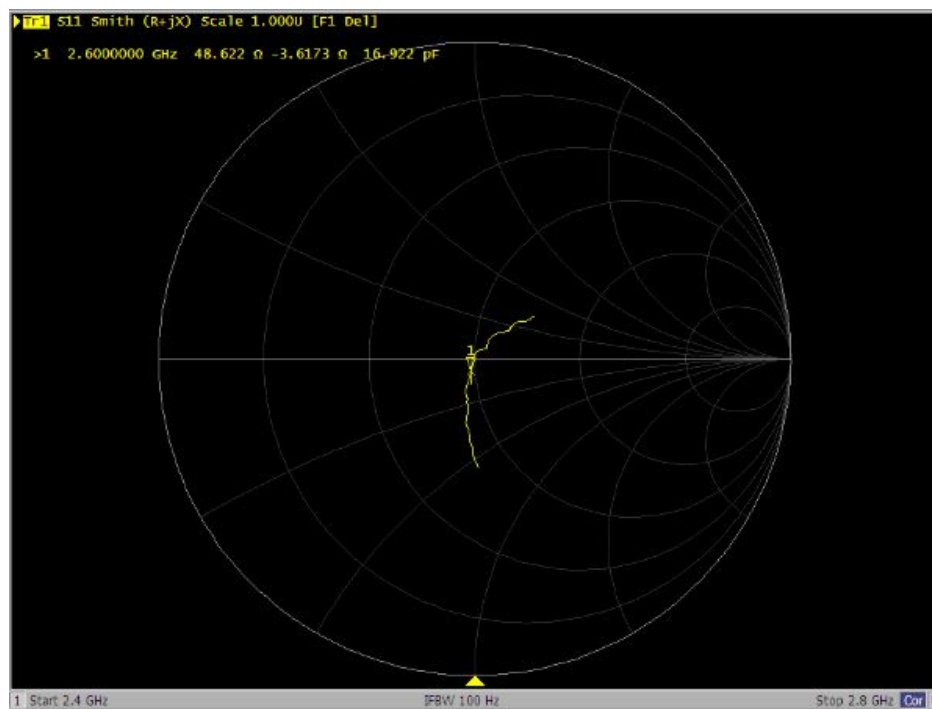 Tr1 S11 Smith (R+jX) Scale 1.000U [F1 Del]
>1 2.6000000 GHz 48.622 Ω -3.6173 Ω 16.922 pF
1
1 Start 2.4 GHz IFBW 100 Hz Stop 2.8 GHz Cor